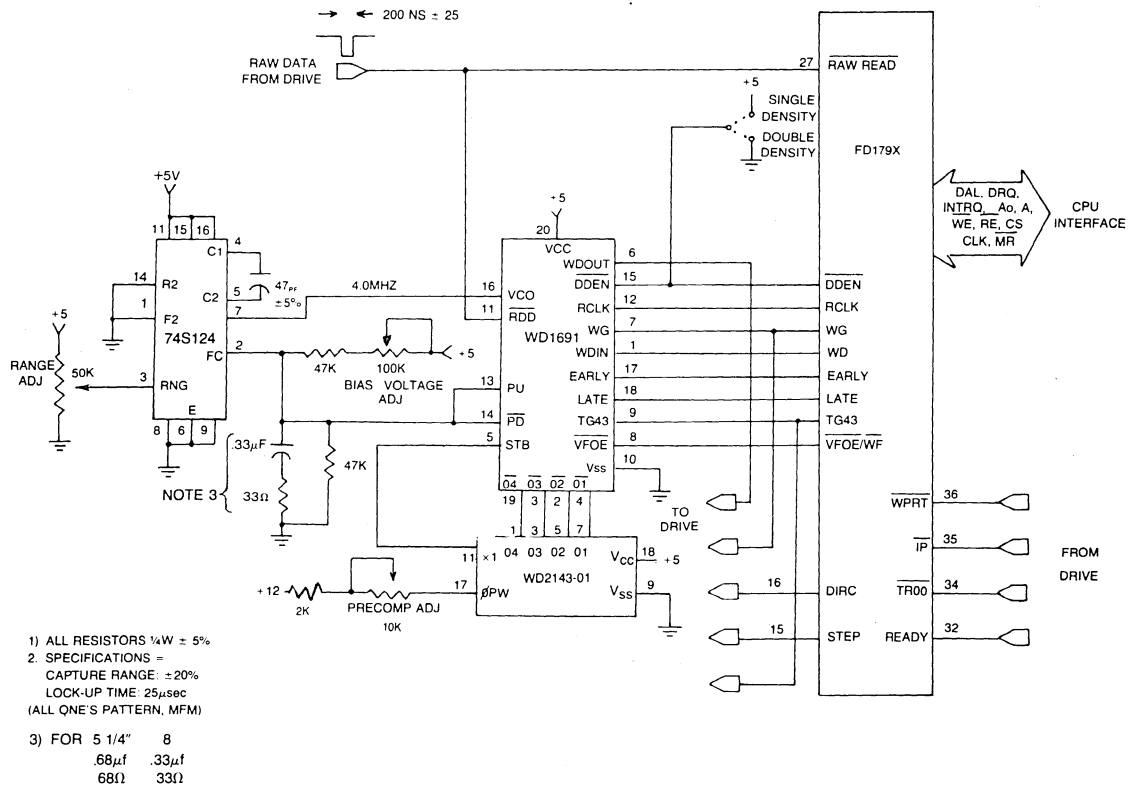 200 NS ± 25
RAW DATA
FROM DRIVE
27
RAW READ
+5
SINGLE
DENSITY
DOUBLE
DENSITY
FD179X
DAL, DRQ,
INTRQ, Ao, A,
WE, RE, CS
CLK, MR
CPU
INTERFACE
+5V
11 15 16
4
C1
14
R2
C2
5
47PF
±5%
1
F2
7
4.0MHZ
74S124
2
FC
+5
RANGE
ADJ
50K
3
RNG
E
8 6 9
47K
100K
+5
BIAS VOLTAGE
ADJ
.33µF
47K
NOTE 3
33Ω
+5
20
VCC
WD1691
16
VCO
11
RDD
13
PU
14
PD
5
STB
WDOUT
6
DDEN
15
DDEN
RCLK
12
RCLK
WG
7
WG
WDIN
1
WD
EARLY
17
EARLY
LATE
18
LATE
TG43
9
TG43
VFOE
8
VFOE/WF
VSS
10
04 03 02 01
19 3 2 4
1 3 5 7
04 03 02 01
11
×1
WD2143-01
VCC
18
+5
17
ØPW
VSS
9
+12
2K
PRECOMP ADJ
10K
TO
DRIVE
16
DIRC
15
STEP
WPRT
36
IP
35
TR00
34
READY
32
FROM
DRIVE
1) ALL RESISTORS ¼W ± 5%
2. SPECIFICATIONS =
CAPTURE RANGE: ±20%
LOCK-UP TIME: 25µsec
(ALL ONE'S PATTERN, MFM)
3) FOR 5 1/4" 8
.68µf .33µf
68Ω 33Ω